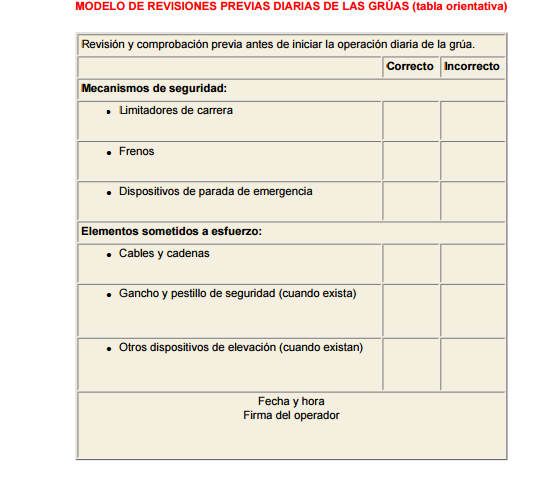 MODELO DE REVISIONES PREVIAS DIARIAS DE LAS GRÚAS (tabla orientativa)
Revisión y comprobación previa antes de iniciar la operación diaria de la grúa.
Correcto Incorrecto
Mecanismos de seguridad:
• Limitadores de carrera
• Frenos
• Dispositivos de parada de emergencia
Elementos sometidos a esfuerzo:
• Cables y cadenas
• Gancho y pestillo de seguridad (cuando exista)
• Otros dispositivos de elevación (cuando existan)
Fecha y hora
Firma del operador